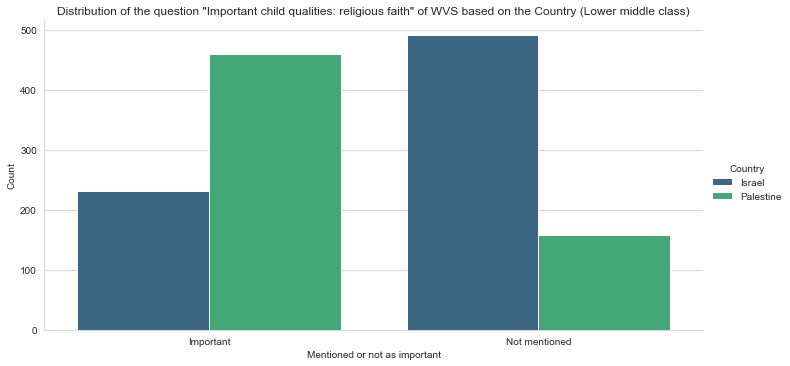 Distribution of the question "Important child qualities: religious faith" of WVS based on the Country (Lower middle class)
500
400
300
200
100
0
Count
Important
Not mentioned
Mentioned or not as important
Country
Israel
Palestine